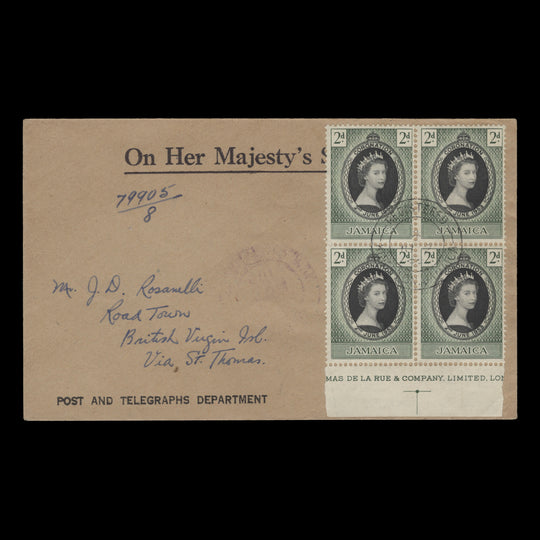 On Her Majesty's S
79905
8
Mr. J. D. Rosanelli
Road Town
British Virgin Isl.
Via, St. Thomas.
POST AND TELEGRAPHS DEPARTMENT
2d 2d
CORONATION
JUNE 1953
JAMAICA
2d 2d
CORONATION
JUNE 1953
JAMAICA
2d 2d
CORONATION
JUNE 1953
JAMAICA
2d 2d
CORONATION
JUNE 1953
JAMAICA
MAS DE LA RUE & COMPANY, LIMITED, LON